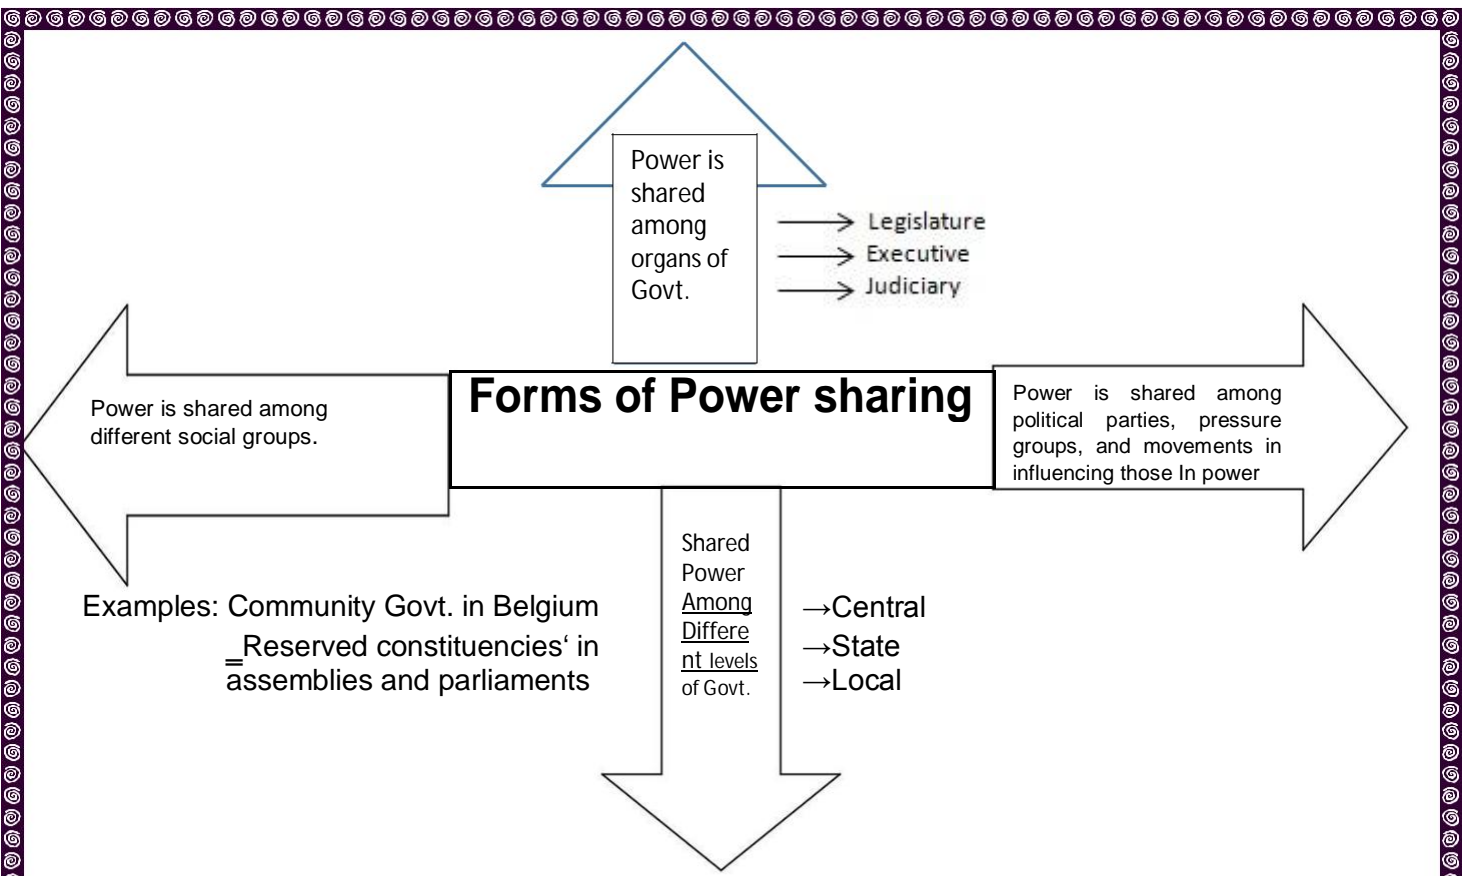 Power is
shared
among
organs of
Govt.
→ Legislature
→ Executive
→ Judiciary
Forms of Power sharing
Power is shared among
different social groups.
Power is shared among
political parties, pressure
groups, and movements in
influencing those In power
Examples: Community Govt. in Belgium
‗Reserved constituencies‘ in
assemblies and parliaments
Shared
Power
Among
Differe
nt levels
of Govt.
→Central
→State
→Local